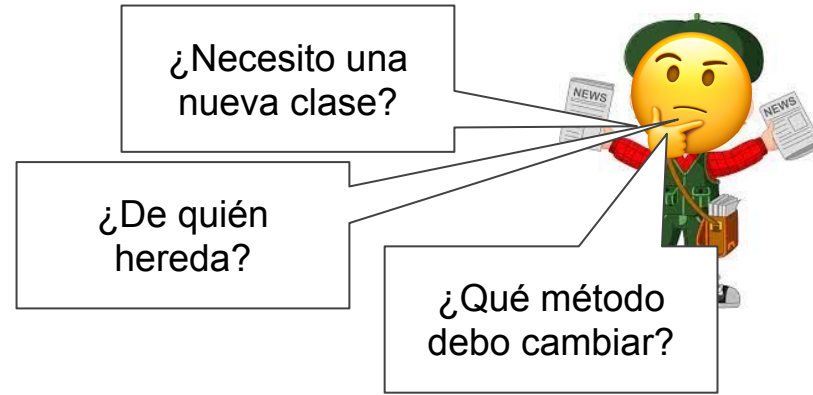 ¿Necesito una
nueva clase?
NEWS
NEWS
¿De quién
hereda?
¿Qué método
debo cambiar?